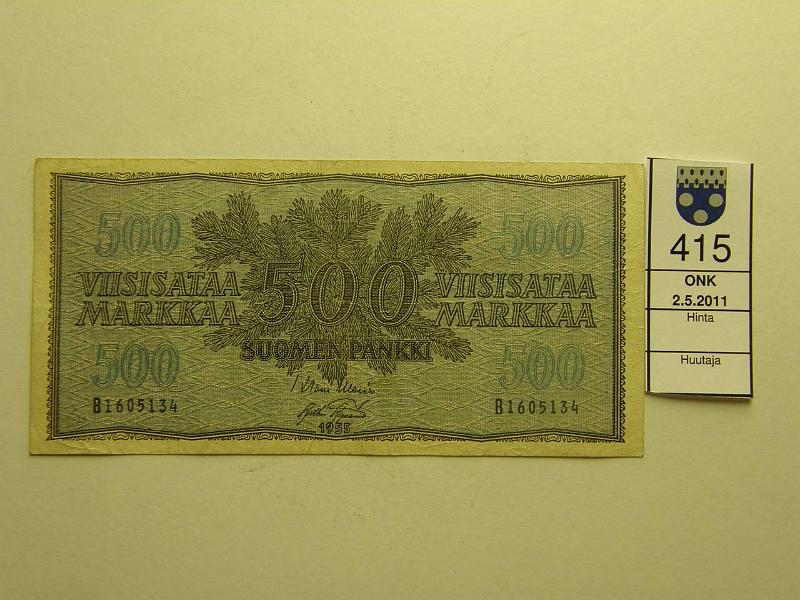 500 500
VIISISATAA 500 VIISISATAA
MARKKAA MARKKAA
SUOMEN PANKKI
500 500
B1605134 B1605134
1955
415
ONK
2.5.2011
Hinta
Huutaja